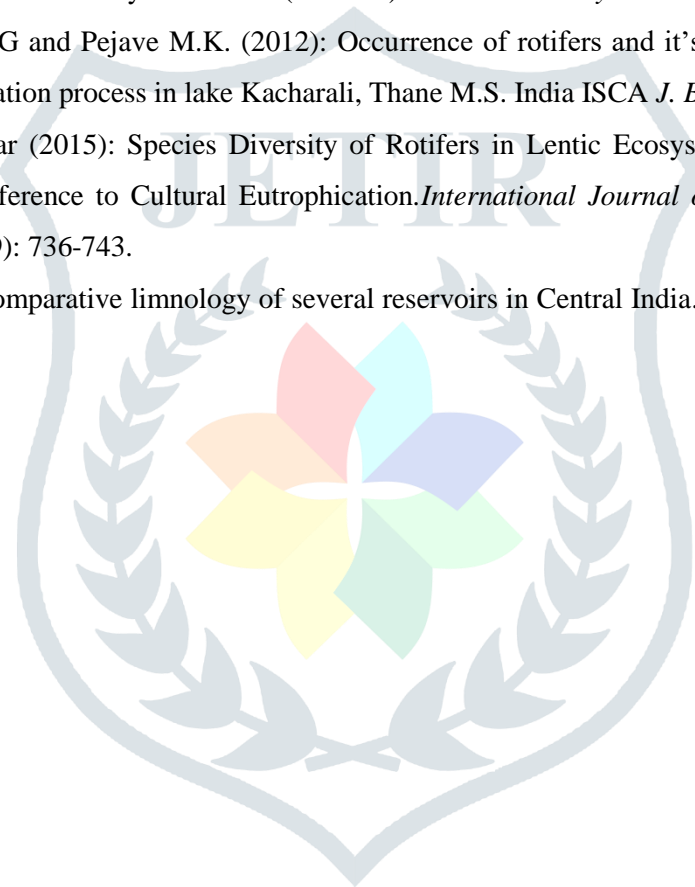 G and Pejave M.K. (2012): Occurrence of rotifers and it's
ation process in lake Kacharali, Thane M.S. India ISCA J.
ar (2015): Species Diversity of Rotifers in Lentic
ference to Cultural Eutrophication.International Journal
): 736-743.
omparative limnology of several reservoirs in Central India.
JETIR